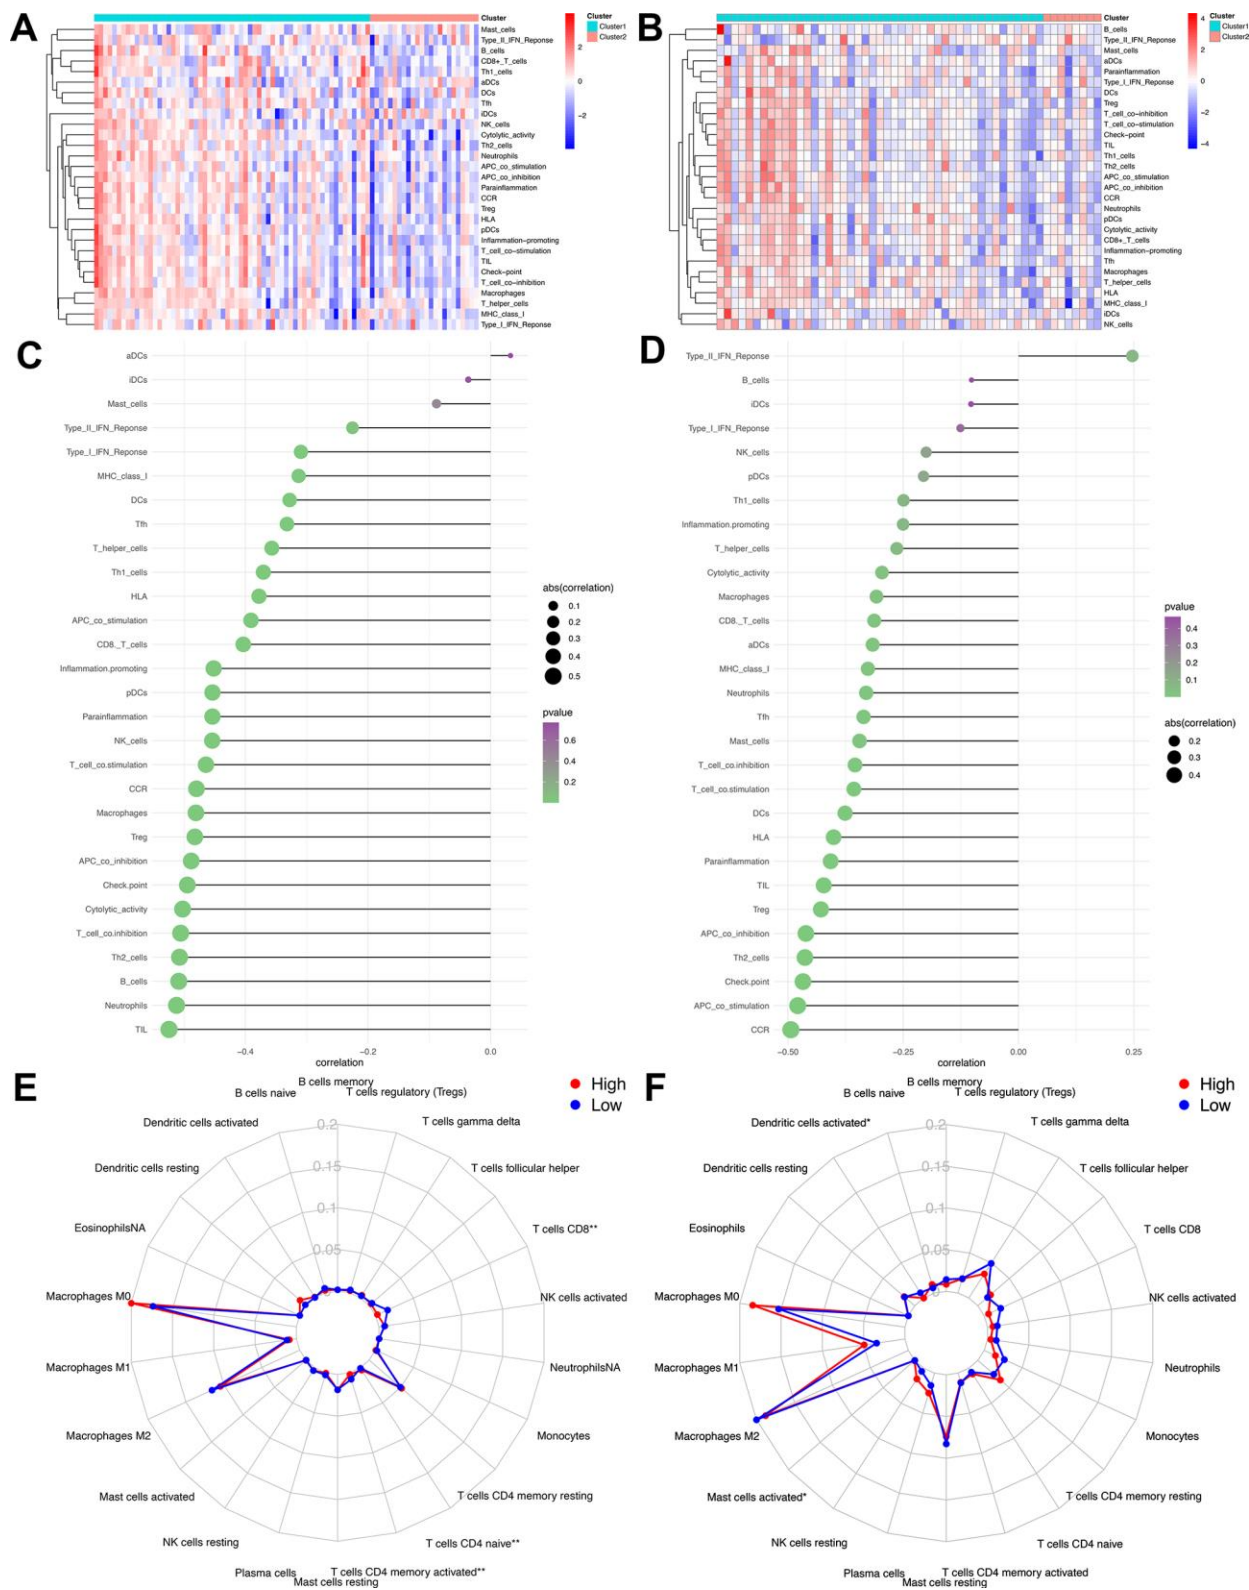 A
Cluster
Mast_cells
Type_II_IFN_Reponse
B_cells
CD8+_T_cells
Th1_cells
aDCs
DCs
Tfh
iDCs
NK_cells
Cytolytic_activity
Th2_cells
Neutrophils
APC_co_stimulation
APC_co_inhibition
Parainflammation
CCR
Treg
HLA
pDCs
Inflammation-promoting
T_cell_co-stimulation
TIL
Check-point
T_cell_co-inhibition
Macrophages
T_helper_cells
MHC_class_I
Type_I_IFN_Reponse
2
0
−2
Cluster
Cluster1
Cluster2
B
Cluster
B_cells
Type_II_IFN_Reponse
Mast_cells
aDCs
Parainflammation
Type_I_IFN_Reponse
DCs
Treg
T_cell_co-inhibition
T_cell_co-stimulation
Check-point
TIL
Th1_cells
Th2_cells
APC_co_stimulation
APC_co_inhibition
CCR
Neutrophils
pDCs
Cytolytic_activity
CD8+_T_cells
Inflammation-promoting
Tfh
Macrophages
T_helper_cells
HLA
MHC_class_I
iDCs
NK_cells
4
2
0
−2
−4
Cluster
Cluster1
Cluster2
C
aDCs
iDCs
Mast_cells
Type_II_IFN_Reponse
Type_I_IFN_Reponse
MHC_class_I
DCs
Tfh
T_helper_cells
Th1_cells
HLA
APC_co_stimulation
CD8._T_cells
Inflammation.promoting
pDCs
Parainflammation
NK_cells
T_cell_co.stimulation
CCR
Macrophages
Treg
APC_co_inhibition
Check.point
Cytolytic_activity
T_cell_co.inhibition
Th2_cells
B_cells
Neutrophils
TIL
−0.4
−0.2
0.0
correlation
abs(correlation)
0.1
0.2
0.3
0.4
0.5
pvalue
0.6
0.4
0.2
D
Type_II_IFN_Reponse
B_cells
iDCs
Type_I_IFN_Reponse
NK_cells
pDCs
Th1_cells
Inflammation.promoting
T_helper_cells
Cytolytic_activity
Macrophages
CD8._T_cells
aDCs
MHC_class_I
Neutrophils
Tfh
Mast_cells
T_cell_co.inhibition
T_cell_co.stimulation
DCs
HLA
Parainflammation
TIL
Treg
APC_co_inhibition
Th2_cells
Check.point
APC_co_stimulation
CCR
−0.50
−0.25
0.00
0.25
correlation
pvalue
0.4
0.3
0.2
0.1
abs(correlation)
0.2
0.3
0.4
E
High
Low
B cells memory
T cells regulatory (Tregs)
B cells naive
T cells gamma delta
Dendritic cells activated
T cells follicular helper
Dendritic cells resting
T cells CD8**
EosinophilsNA
NK cells activated
Macrophages M0
NeutrophilsNA
Macrophages M1
Monocytes
Macrophages M2
T cells CD4 memory resting
Mast cells activated
T cells CD4 naive**
NK cells resting
T cells CD4 memory activated**
Plasma cells
Mast cells resting
0.2
0.15
0.1
0.05
F
High
Low
B cells memory
T cells regulatory (Tregs)
B cells naive
T cells gamma delta
Dendritic cells activated*
T cells follicular helper
Dendritic cells resting
T cells CD8
Eosinophils
NK cells activated
Macrophages M0
Neutrophils
Macrophages M1
Monocytes
Macrophages M2
T cells CD4 memory resting
Mast cells activated*
T cells CD4 naive
NK cells resting
T cells CD4 memory activated
Plasma cells
Mast cells resting
0.2
0.15
0.1
0.05
0